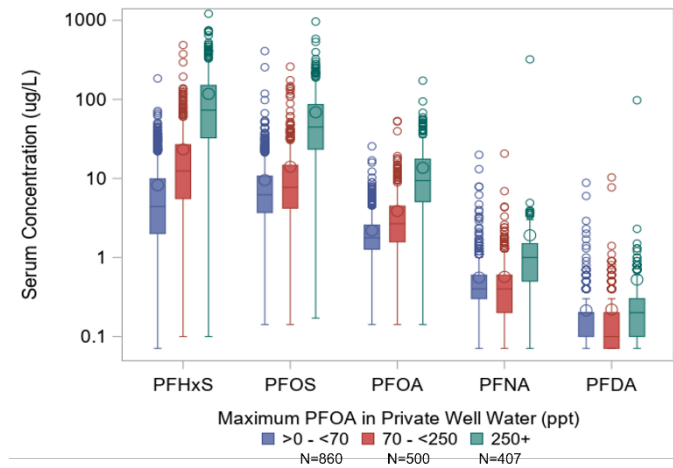 Serum Concentration (ug/L)
1000
100
10
1
0.1
PFHxS PFOS PFOA PFNA PFDA
Maximum PFOA in Private Well Water (ppt)
>0 - <70 70 - <250 250+
N=860 N=500 N=407